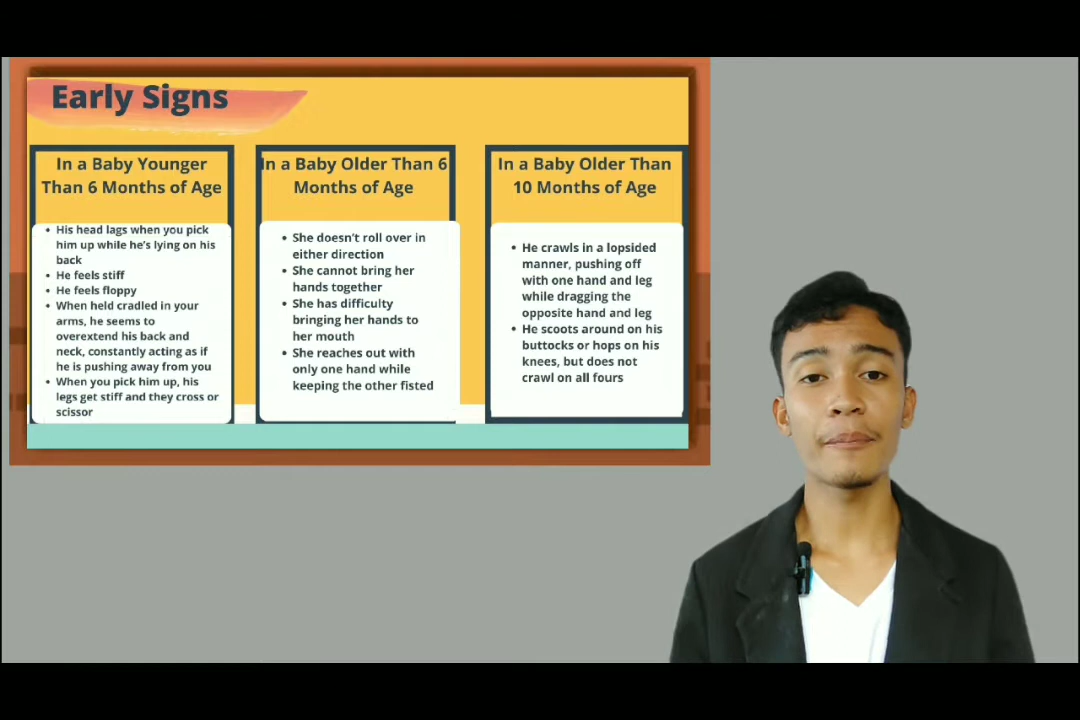 Early Signs
In a Baby Younger
Than 6 Months of Age
His head lags when you pick
him up while he's lying on his
back
He feels stiff
He feels floppy
When held cradled in your
arms, he seems to
overextend his back and
neck, constantly acting as if
he is pushing away from you
When you pick him up, his
legs get stiff and they cross or
scissor
In a Baby Older Than 6
Months of Age
She doesn't roll over in
either direction
She cannot bring her
hands together
She has difficulty
bringing her hands to
her mouth
She reaches out with
only one hand while
keeping the other fisted
In a Baby Older Than
10 Months of Age
He crawls in a lopsided
manner, pushing off
with one hand and leg
while dragging the
opposite hand and leg
He scoots around on his
buttocks or hops on his
knees, but does not
crawl on all fours